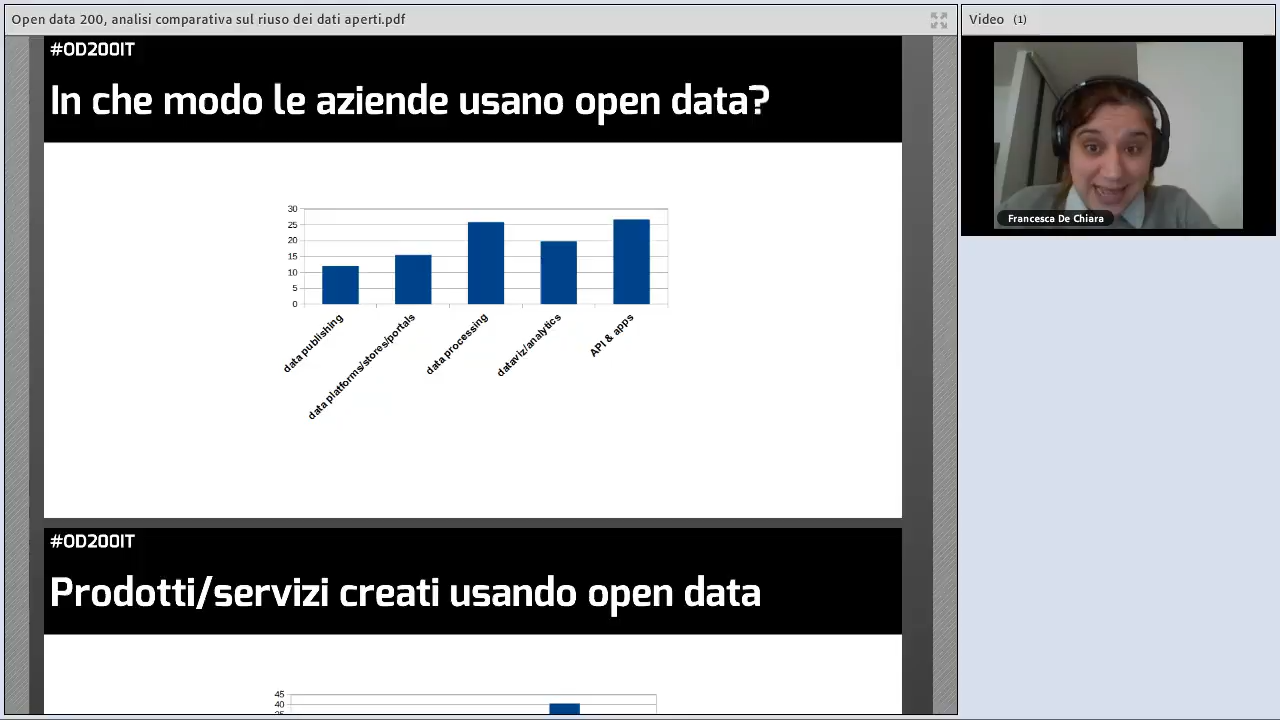 Open data 200, analisi comparativa sul riuso dei dati aperti.pdf
Video (1)
#OD200IT
In che modo le aziende usano open data?
30
25
20
15
10
5
0
data publishing
data platforms/stores/portals
data processing
dataviz/analytics
API & apps
Francesca De Chiara
#OD200IT
Prodotti/servizi creati usando open data
45
40